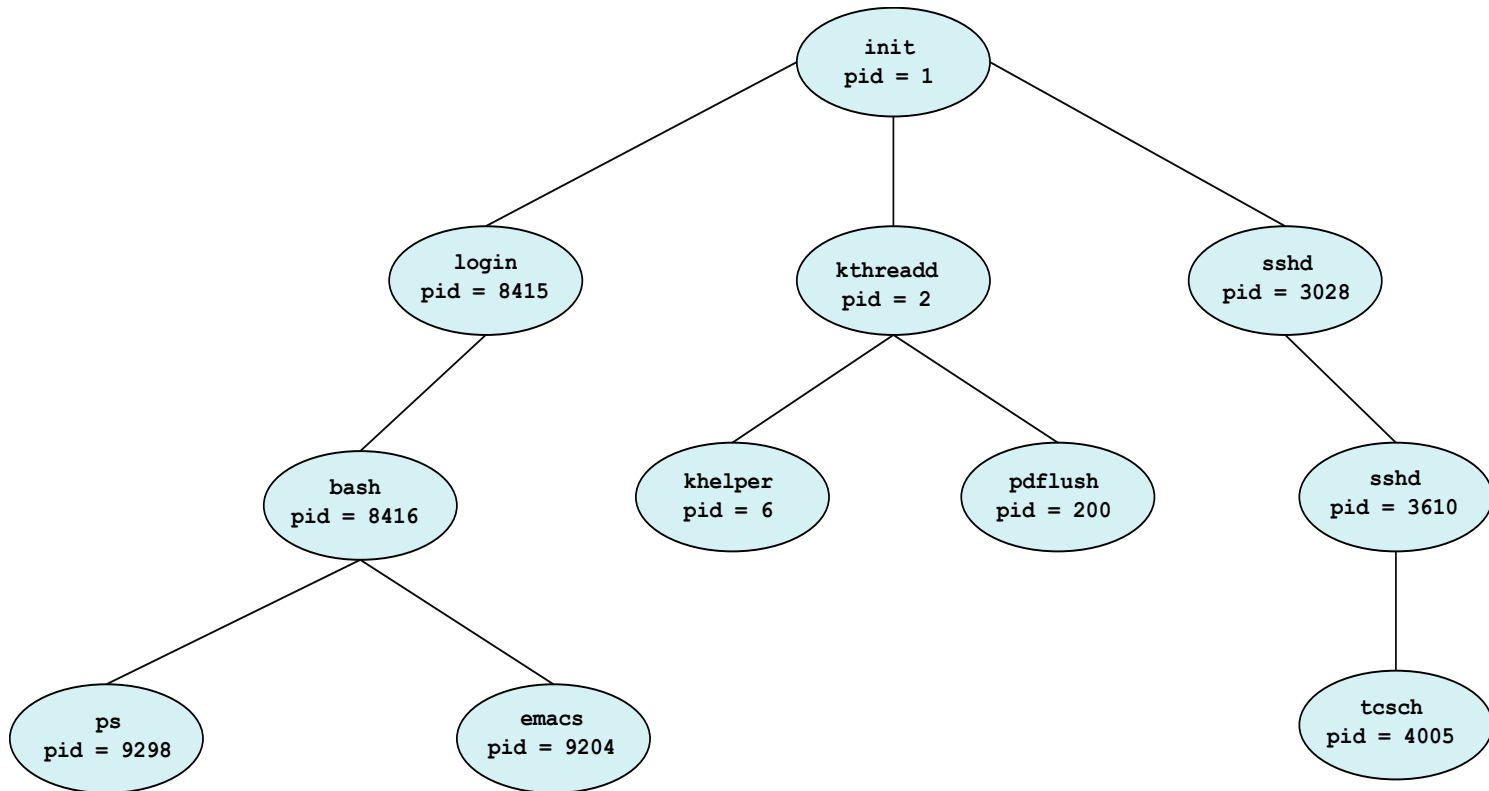 init
pid = 1
login
pid = 8415
kthreadd
pid = 2
sshd
pid = 3028
bash
pid = 8416
khelper
pid = 6
pdflush
pid = 200
sshd
pid = 3610
ps
pid = 9298
emacs
pid = 9204
tcsch
pid = 4005